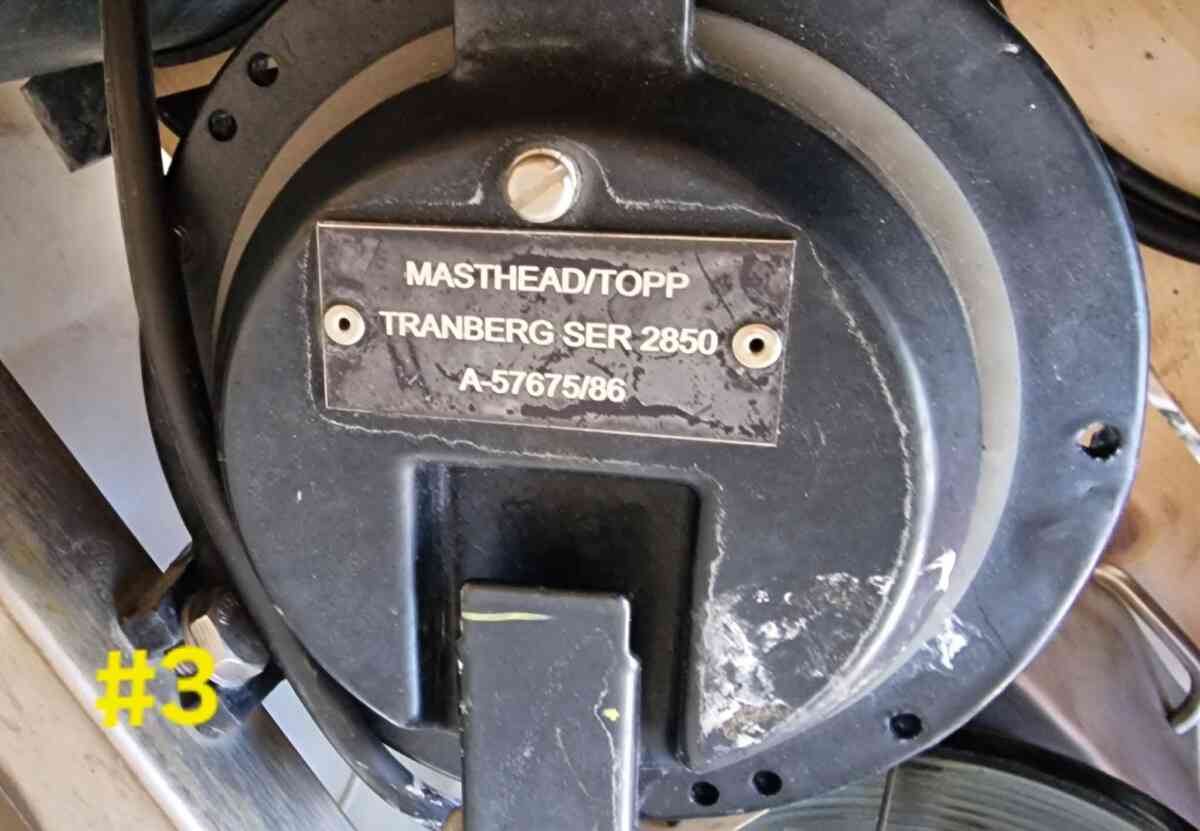 MASTHEAD/TOPP
TRANBERG SER 2850
A-57675/86
#3